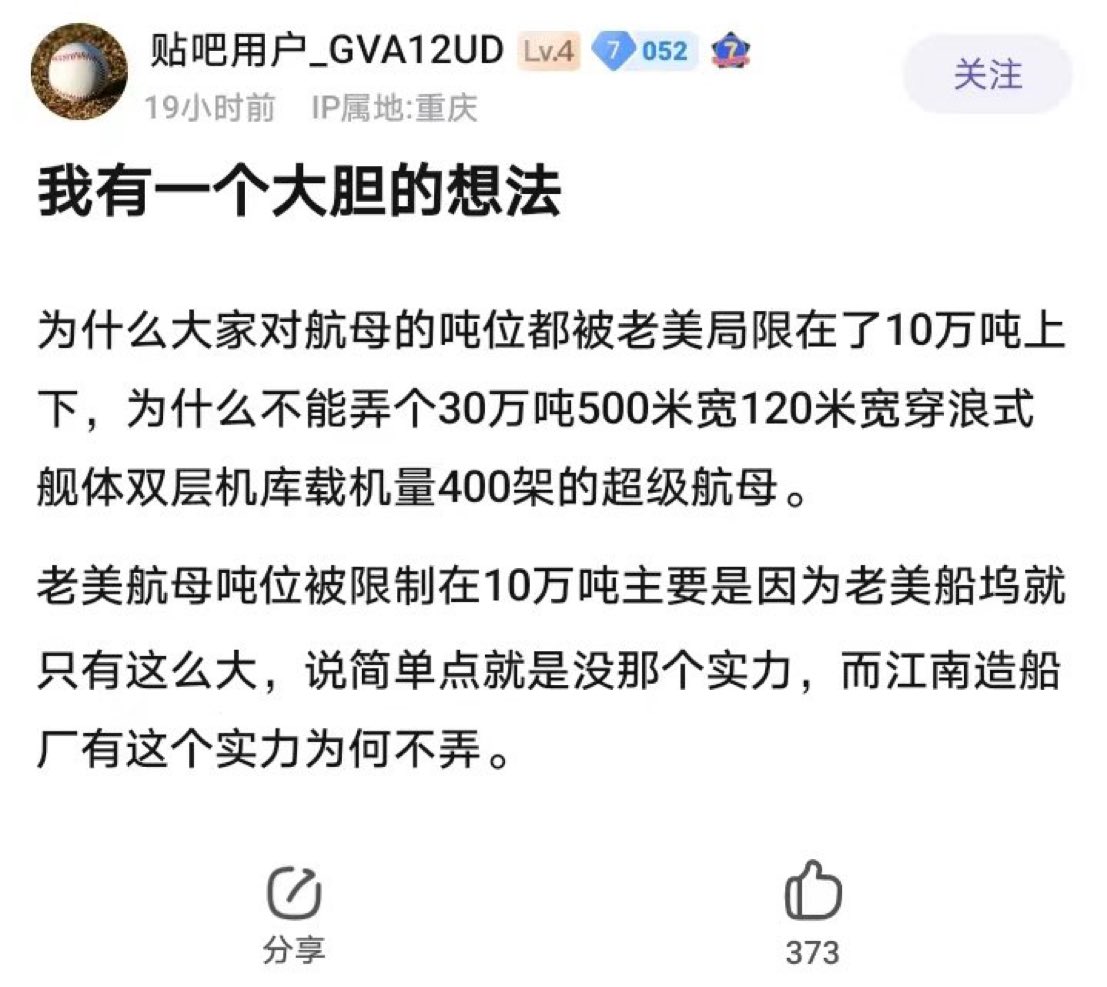 贴吧用户_GVA12UD Lv.4 7 052 7
19小时前 IP属地:重庆
关注
我有一个大胆的想法
为什么大家对航母的吨位都被老美局限在了10万吨上
下，为什么不能弄个30万吨500米宽120米宽穿浪式
舰体双层机库载机量400架的超级航母。
老美航母吨位被限制在10万吨主要是因为老美船坞就
只有这么大，说简单点就是没那个实力，而江南造船
厂有这个实力为何不弄。
分享
373